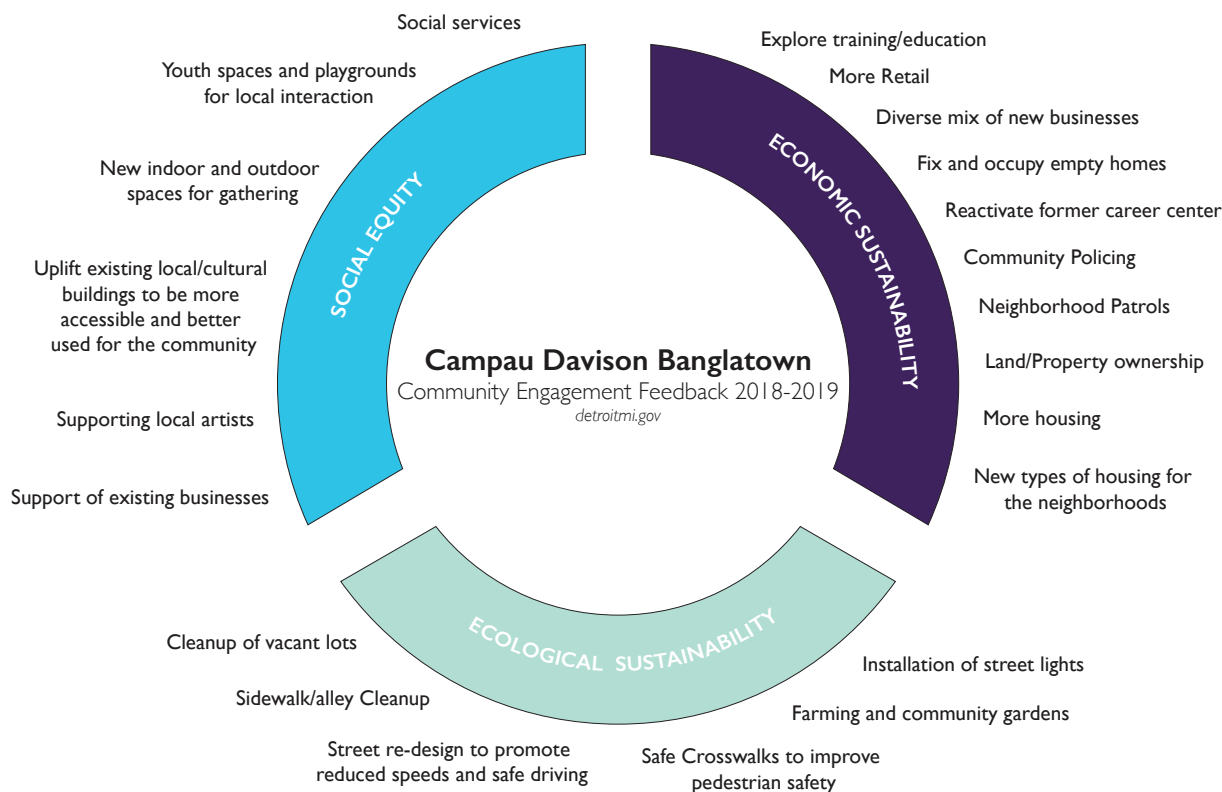 Social services
Youth spaces and playgrounds
for local interaction
New indoor and outdoor
spaces for gathering
Uplift existing local/cultural
buildings to be more
accessible and better
used for the community
Supporting local artists
Support of existing businesses
SOCIAL EQUITY
Explore training/education
More Retail
Diverse mix of new businesses
Fix and occupy empty homes
Reactivate former career center
Community Policing
Neighborhood Patrols
Land/Property ownership
More housing
New types of housing for
the neighborhoods
ECONOMIC SUSTAINABILITY
Campau Davison Banglatown
Community Engagement Feedback 2018-2019
detroitmi.gov
ECOLOGICAL SUSTAINABILITY
Cleanup of vacant lots
Sidewalk/alley Cleanup
Street re-design to promote
reduced speeds and safe driving
Safe Crosswalks to improve
pedestrian safety
Farming and community gardens
Installation of street lights